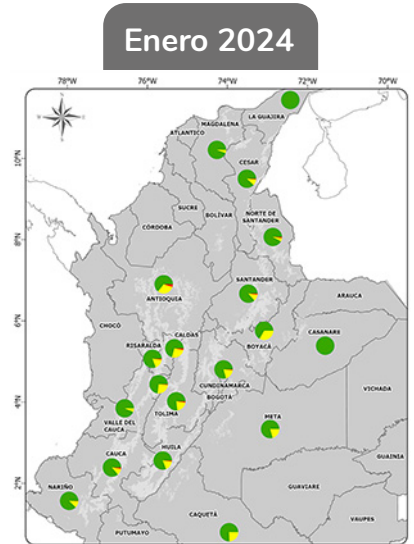 Enero 2024
78°W 76°W 74°W 72°W 70°W
LA GUAJIRA
MAGDALENA
ATLANTICO
10°N
CESAR
SUCRE
NORTE DE
SANTANDER
BOLÍVAR
CÓRDOBA
8°N
SANTANDER
ARAUCA
ANTIOQUIA
6°N
CHOCÓ
CALDAS
CASANARE
RISARALDA
BOYACÁ
CUNDINAMARCA
VICHADA
BOGOTÁ
4°N
TOLIMA
META
VALLE DEL
CAUCA
HUILA
CAUCA
GUAINIA
2°N
NARIÑO
GUAVIARI
CAQUETÁ
VAUPES
PUTUMAYO